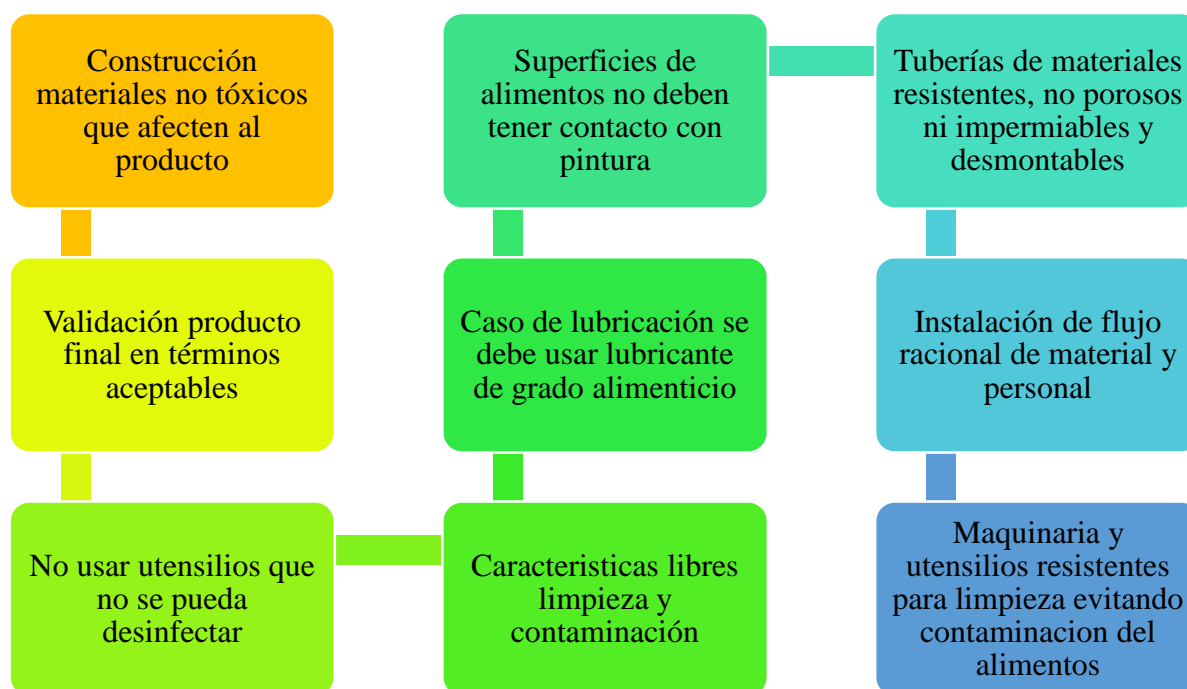 Construcción
materiales no tóxicos
que afecten al
producto
Validación producto
final en términos
aceptables
No usar utensilios que
no se pueda
desinfectar
Caracteristicas libres
limpieza y
contaminación
Caso de lubricación se
debe usar lubricante
de grado alimenticio
Superficies de
alimentos no deben
tener contacto con
pintura
Tuberías de materiales
resistentes, no porosos
ni impermiables y
desmontables
Instalación de flujo
racional de material y
personal
Maquinaria y
utensilios resistentes
para limpieza evitando
contaminacion del
alimentos